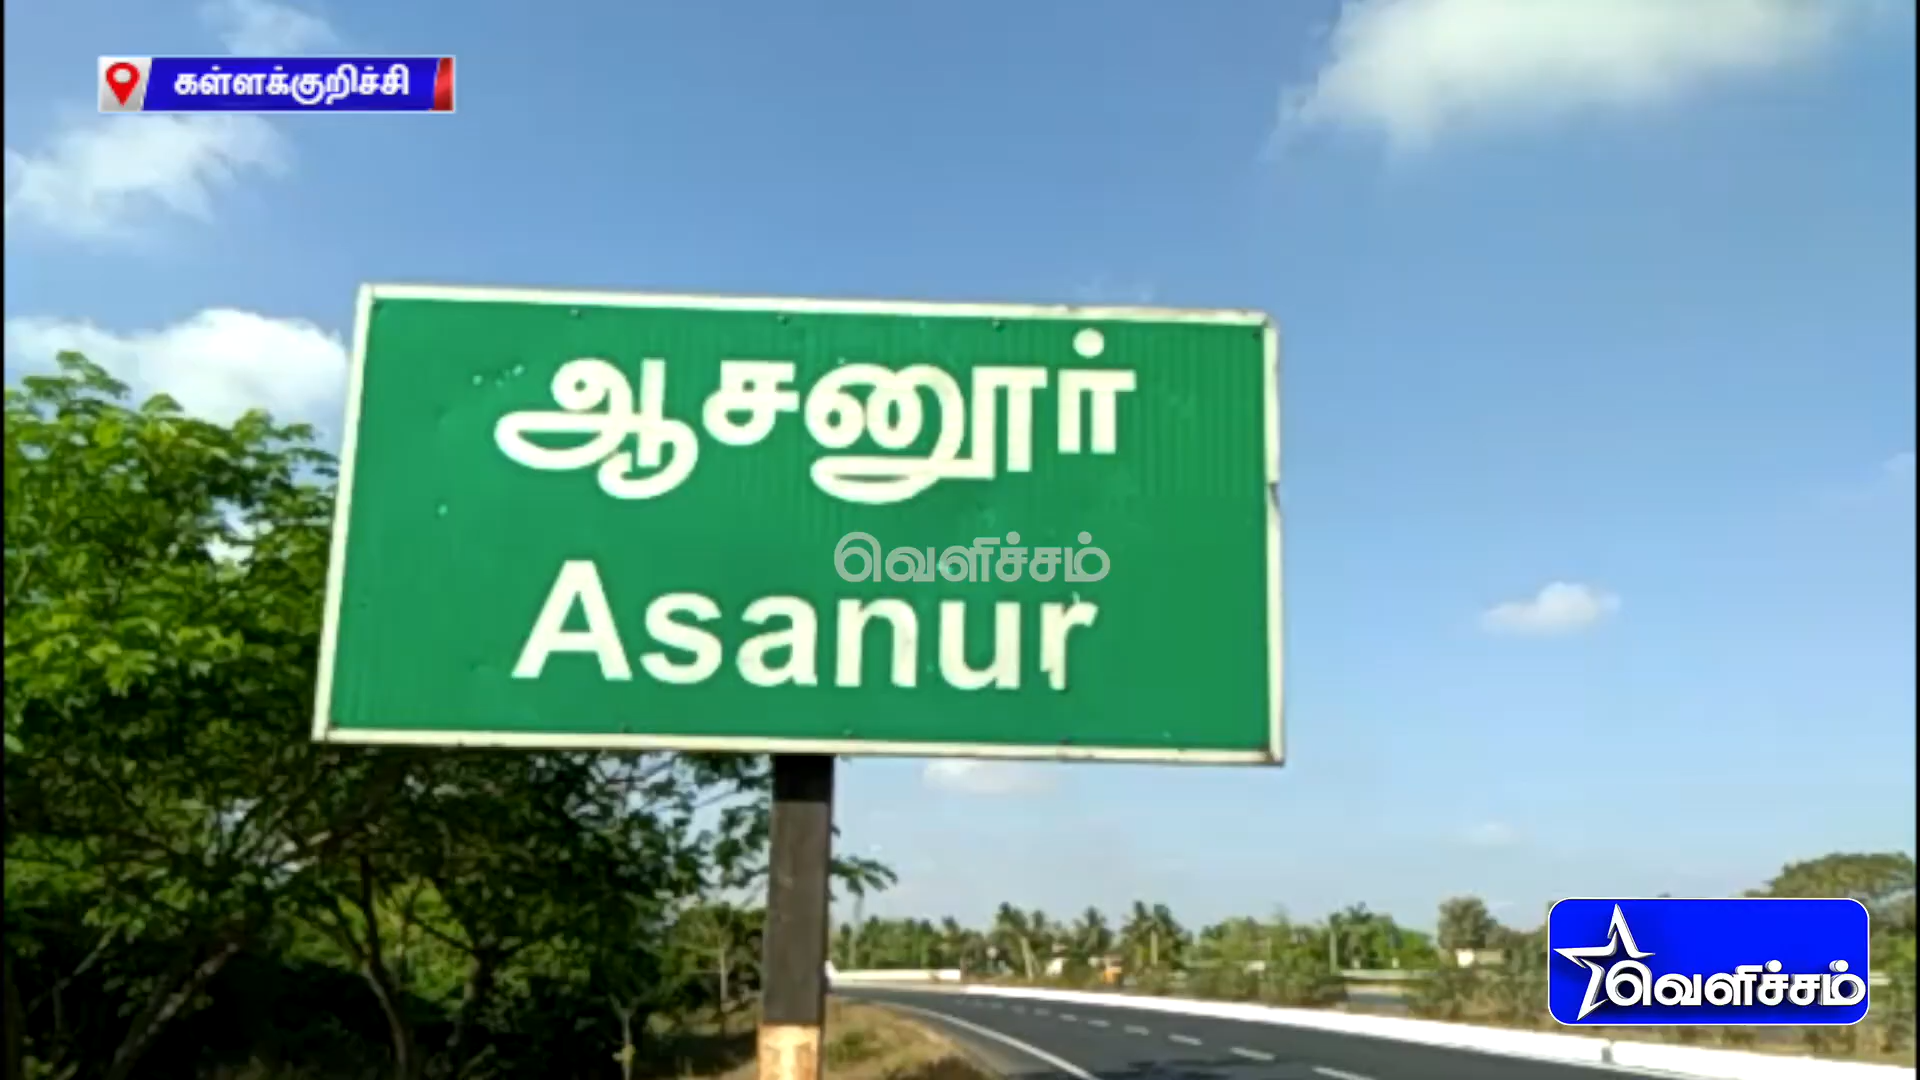 கள்ளக்குறிச்சி
ஆசனூர்
வெளிச்சம்
Asanur
வெளிச்சம்